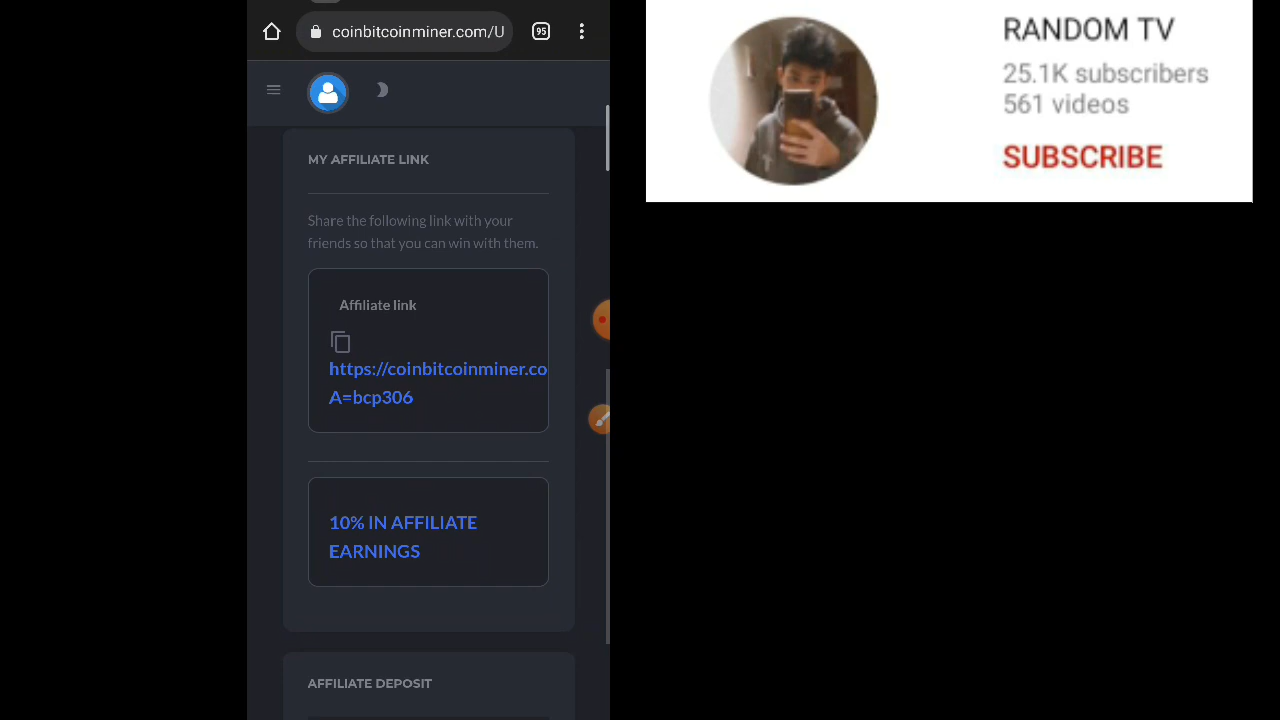 coinbitcoinminer.com/U
95
MY AFFILIATE LINK
Share the following link with your
friends so that you can win with them.
Affiliate link
https://coinbitcoinminer.co
A=bcp306
10% IN AFFILIATE
EARNINGS
AFFILIATE DEPOSIT
RANDOM TV
25.1K subscribers
561 videos
SUBSCRIBE